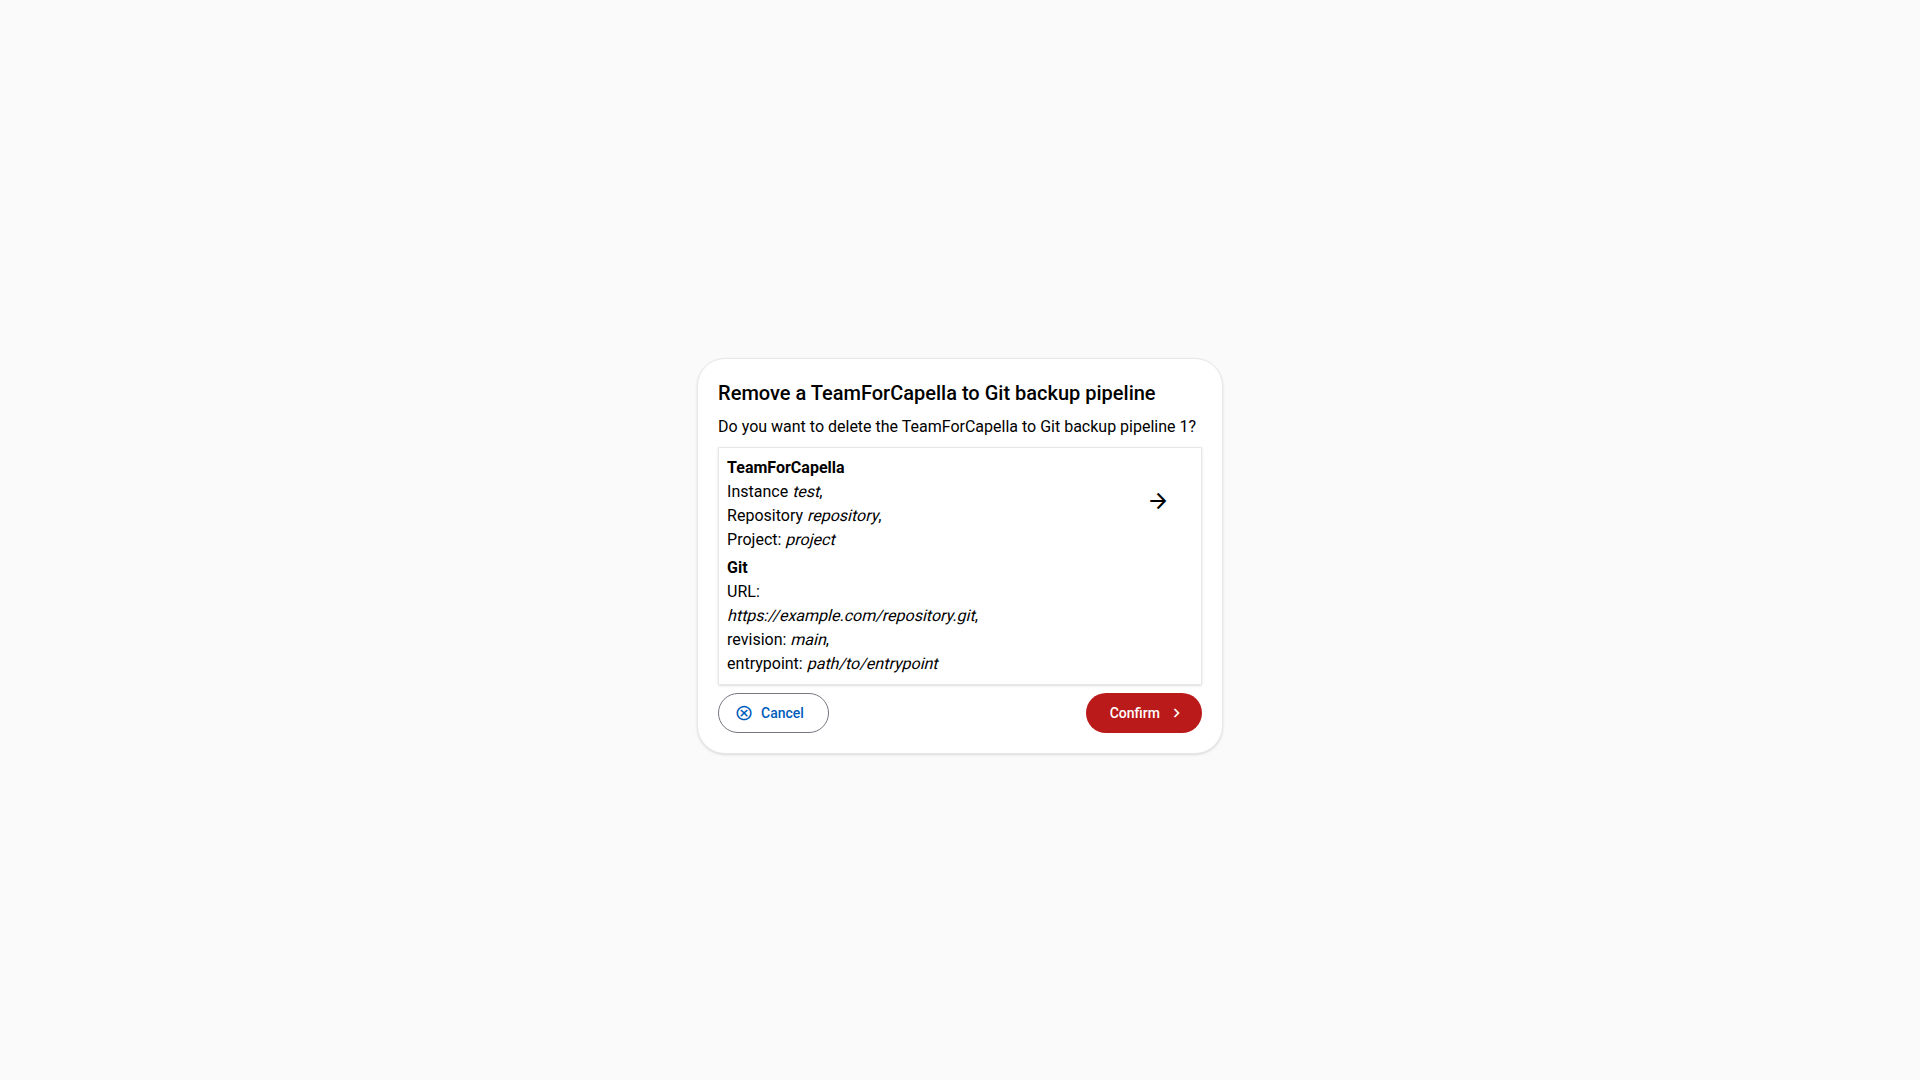 Remove a TeamForCapella to Git backup pipeline
Do you want to delete the TeamForCapella to Git backup pipeline 1?
TeamForCapella
Instance test,
Repository repository,
Project: project
Git
URL:
https://example.com/repository.git,
revision: main,
entrypoint: path/to/entrypoint
Cancel
Confirm